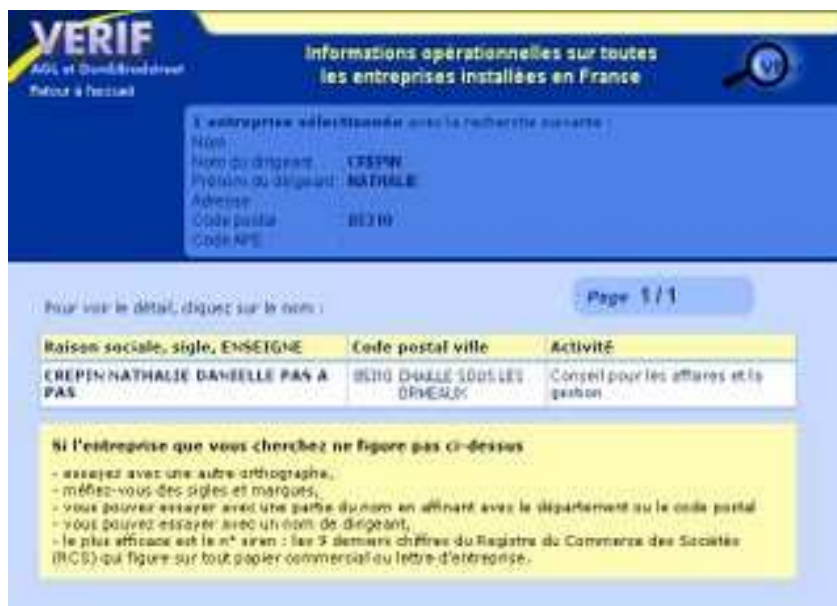 VERIF
AGL et Dun&Bradstreet
Retour à l'accueil
Informations opérationnelles sur toutes
les entreprises installées en France
L'entreprise sélectionnée avec la recherche suivante :
Nom
Nom du dirigeant CREPIN
Prénom du dirigeant NATHALIE
Adresse
Code postal 85310
Code APE
Page 1 / 1
Pour voir le détail, cliquez sur le nom :
Raison sociale, sigle, ENSEIGNE Code postal ville Activité
CREPIN NATHALIE DANIELLE PAS A 85310 CHAILLE SOUS LES Conseil pour les affaires et la
PAS ORMEAUX gestion
Si l'entreprise que vous cherchez ne figure pas ci-dessus
- essayez avec une autre orthographe,
- méfiez-vous des sigles et marques,
- vous pouvez essayer avec une partie du nom en affinant avec le département ou le code postal
- vous pouvez essayer avec un nom de dirigeant,
- le plus efficace est le n° siren : les 9 derniers chiffres du Registre du Commerce des Sociétés
(RCS) qui figure sur tout papier commercial ou lettre d'entreprise.